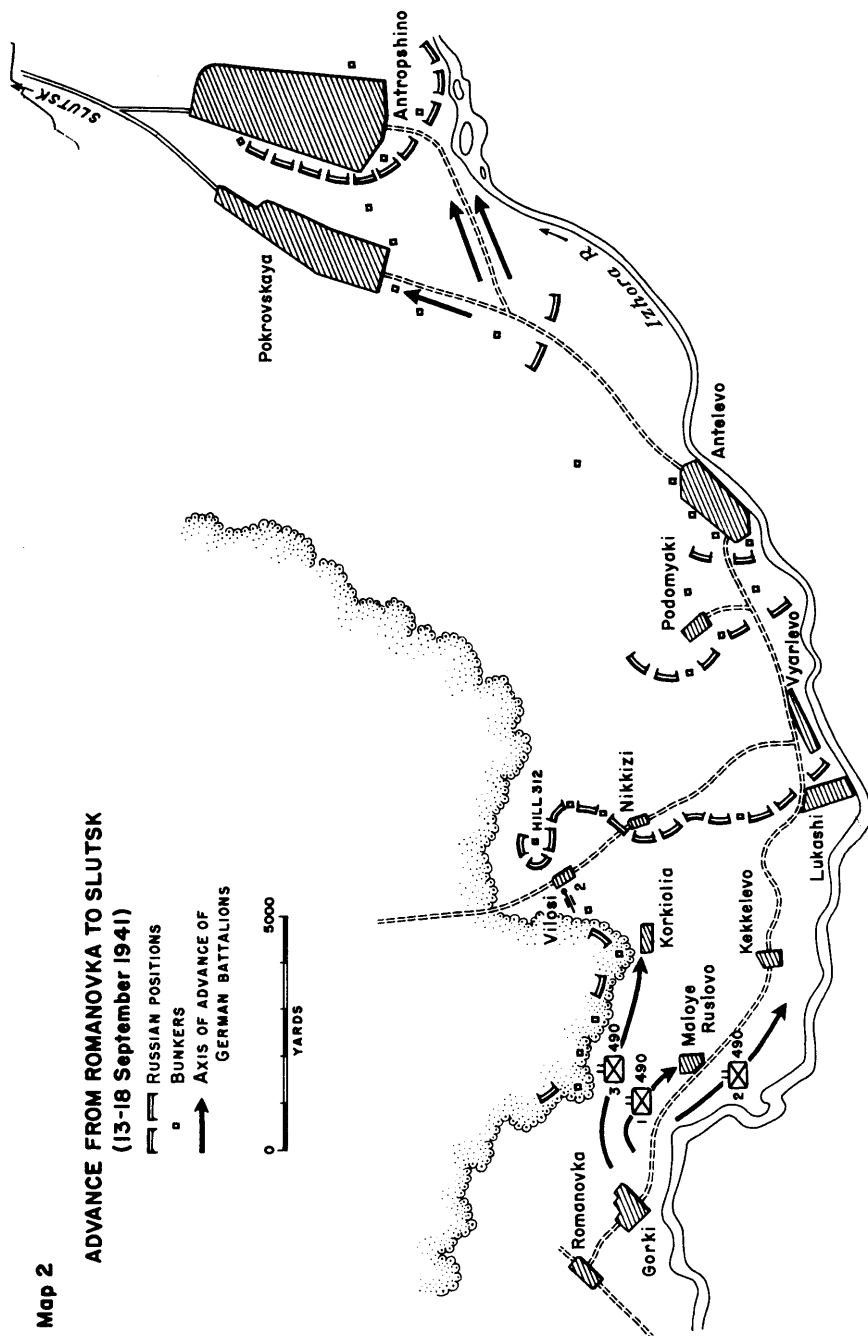 Map 2
ADVANCE FROM ROMANOVKA TO SLUTSK
(13-18 September 1941)
RUSSIAN POSITIONS
BUNKERS
AXIS OF ADVANCE OF
GERMAN BATTALIONS
0
5000
YARDS
SLUTSK
Antropshino
Pokrovskaya
Izhora R
Antelevo
Podomyaki
Vyarlevo
HILL 312
Nikkizi
Vilosi
2
Lukashi
Korkiolia
Kekkelevo
Maloye
Ruslovo
3
490
1
490
2
490
Romanovka
Gorki